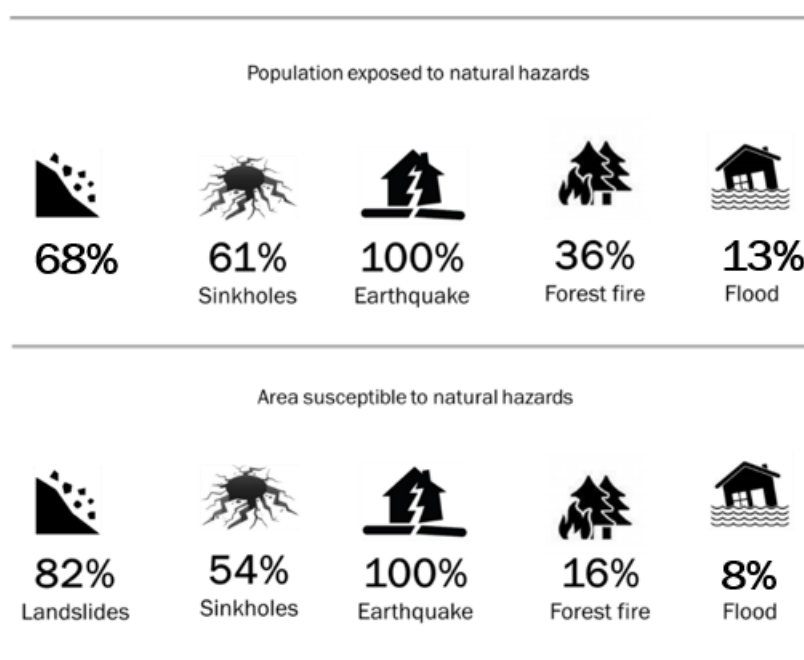 Population exposed to natural hazards
68% 61% 100% 36% 13%
Sinkholes Earthquake Forest fire Flood
Area susceptible to natural hazards
82% 54% 100% 16% 8%
Landslides Sinkholes Earthquake Forest fire Flood